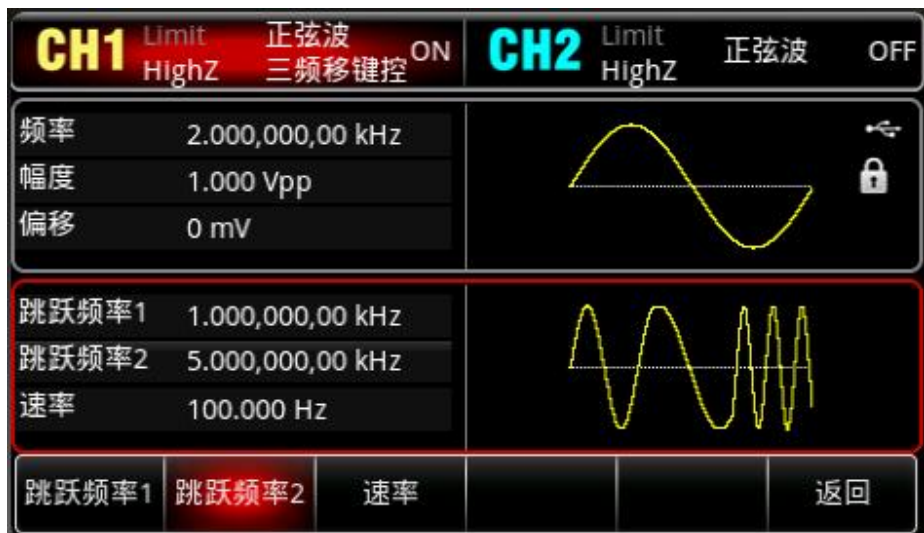 CH1 Limit 正弦波 ON CH2 Limit 正弦波 OFF
HighZ 三频移键控 HighZ
频率 2.000,000,00 kHz
幅度 1.000 Vpp
偏移 0 mV
跳跃频率1 1.000,000,00 kHz
跳跃频率2 5.000,000,00 kHz
速率 100.000 Hz
跳跃频率1 跳跃频率2 速率 返回